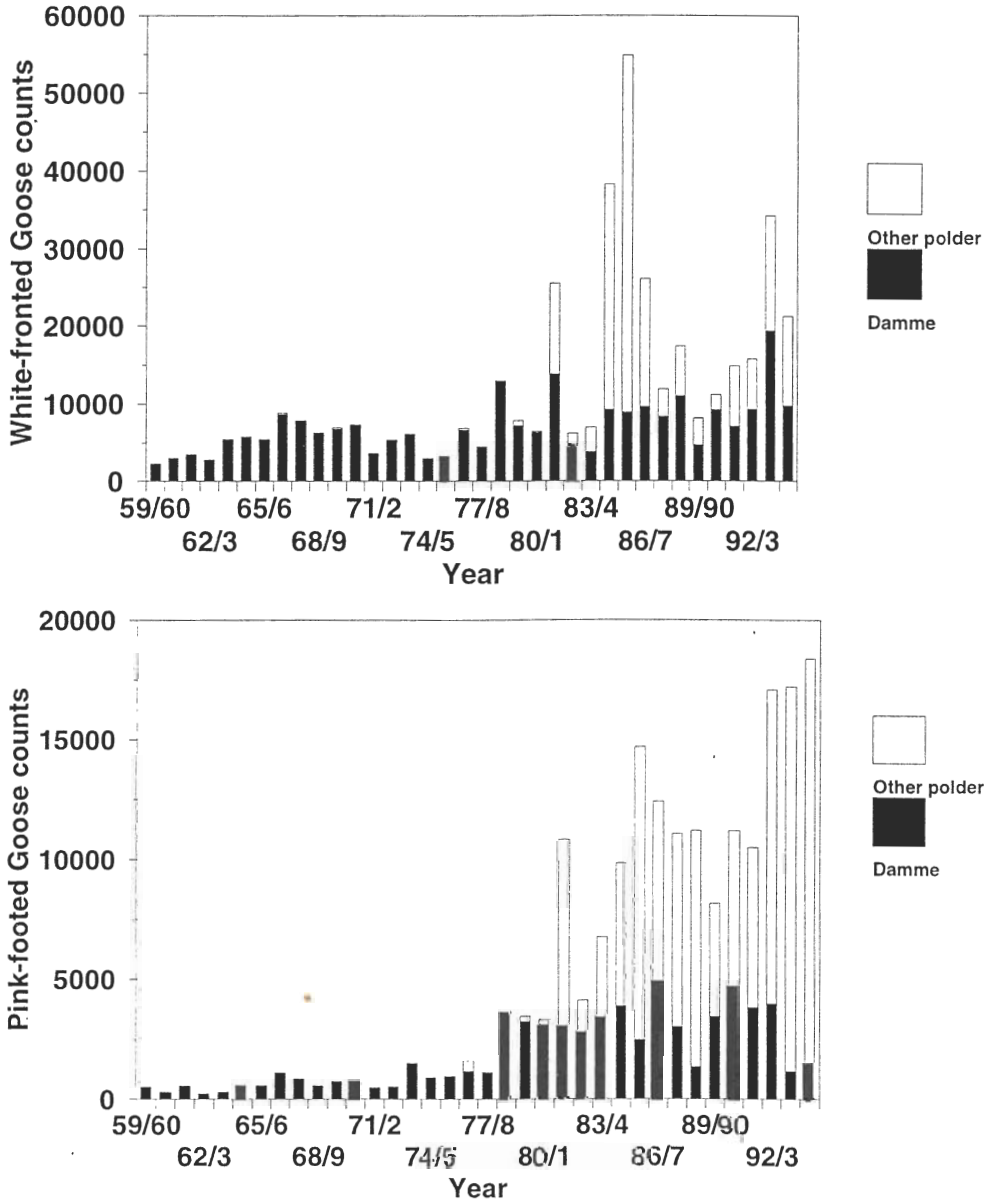 60000
50000
40000
30000
20000
10000
0
White-fronted Goose counts
59/60 65/6 71/2 77/8 83/4 89/90
62/3 68/9 74/5 80/1 86/7 92/3
Year
Other polder
Damme
20000
15000
10000
5000
0
Pink-footed Goose counts
59/60 65/6 71/2 77/8 83/4 89/90
62/3 68/9 74/5 80/1 86/7 92/3
Year
Other polder
Damme